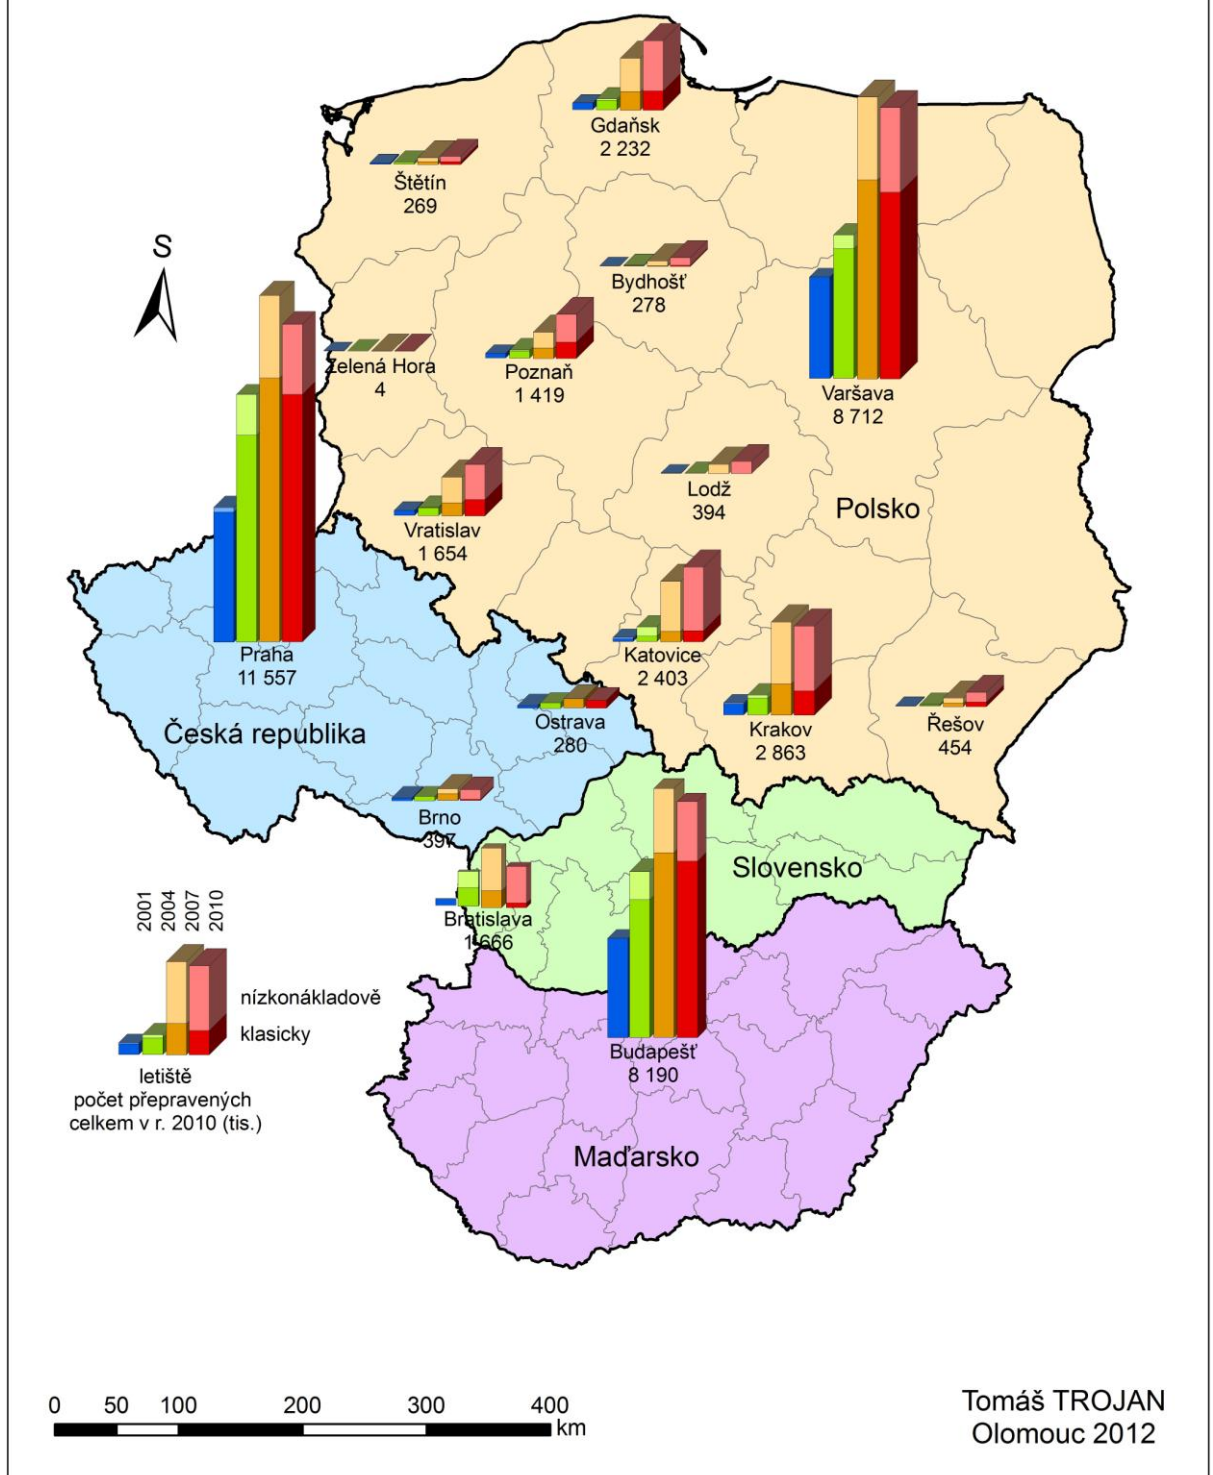 Gdaňsk
2 232
Štětín
269
S
Bydhošť
278
Zelená Hora
4
Poznaň
1 419
Varšava
8 712
Lodž
394
Polsko
Vratislav
1 654
Praha
11 557
Katovice
2 403
Ostrava
280
Krakov
2 863
Řešov
454
Česká republika
Brno
397
Slovensko
Bratislava
1 666
2001
2004
2007
2010
nízkonákladově
klasicky
letiště
počet přepravených
celkem v r. 2010 (tis.)
Budapešť
8 190
Maďarsko
0 50 100 200 300 400
km
Tomáš TROJAN
Olomouc 2012